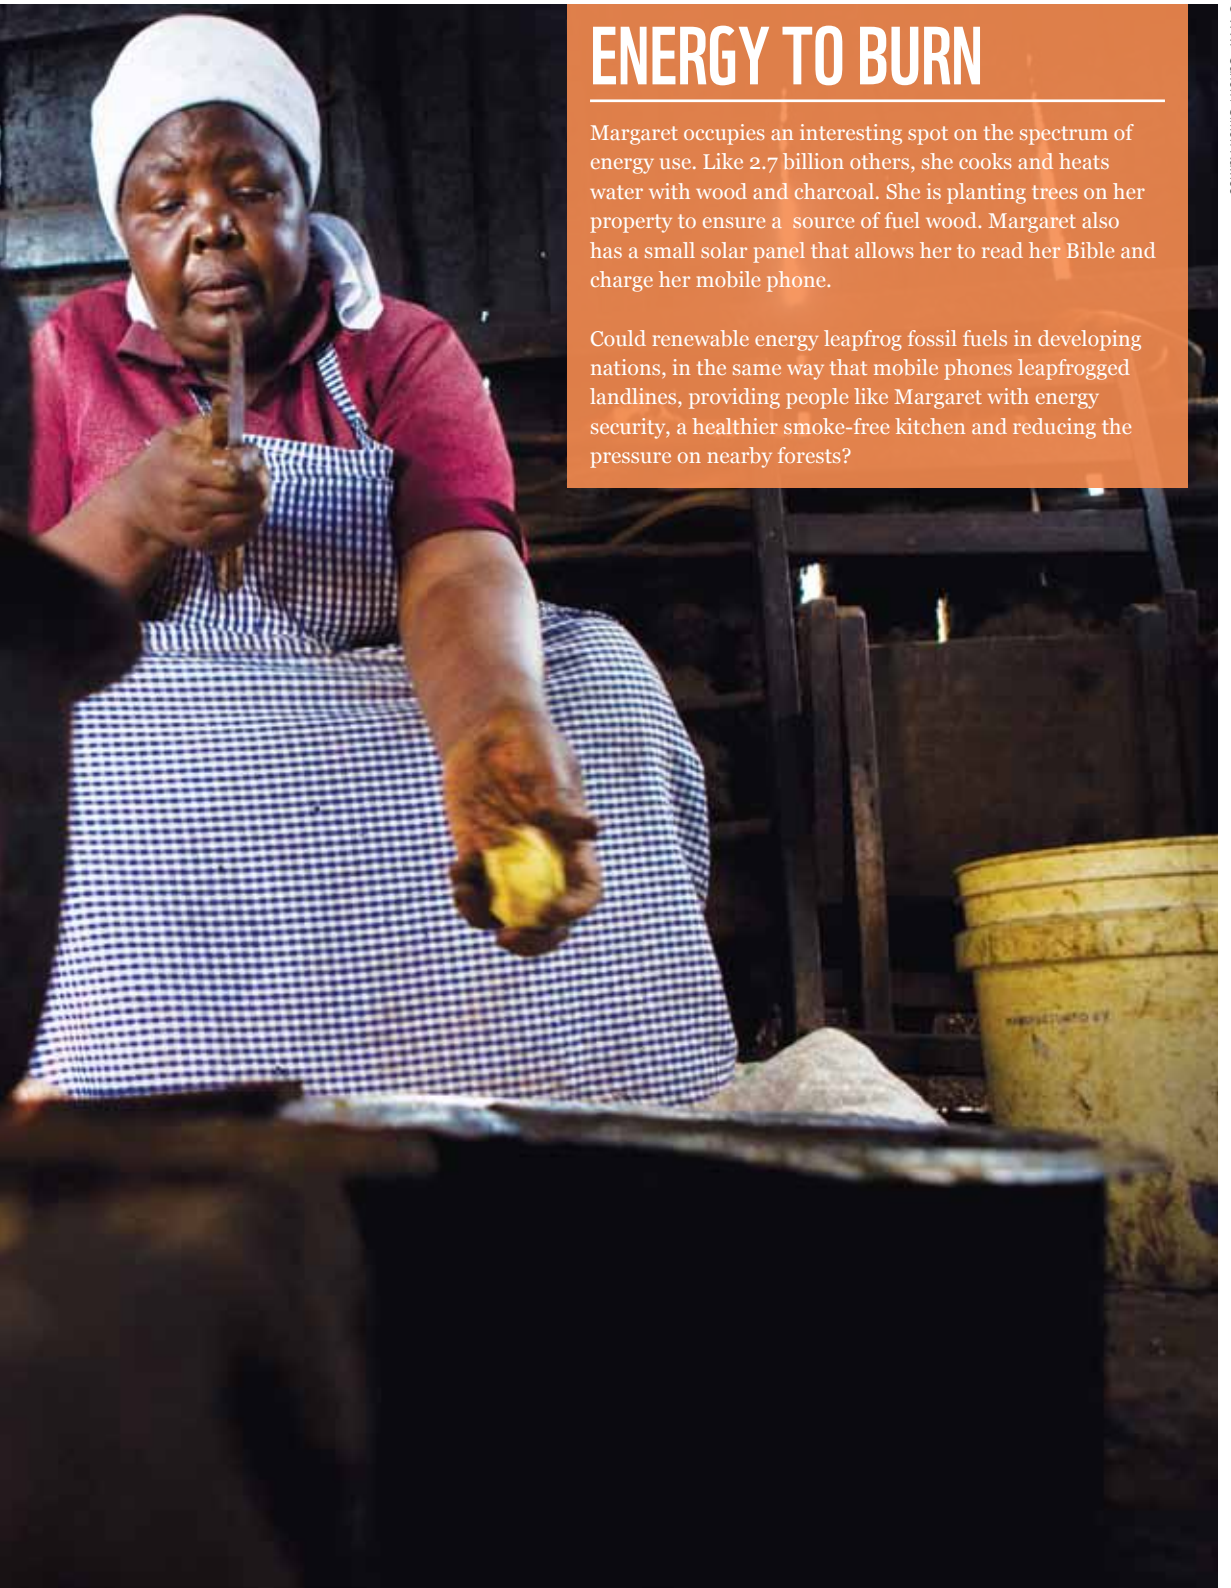 ENERGY TO BURN
Margaret occupies an interesting spot on the spectrum of
energy use. Like 2.7 billion others, she cooks and heats
water with wood and charcoal. She is planting trees on her
property to ensure a  source of fuel wood. Margaret also
has a small solar panel that allows her to read her Bible and
charge her mobile phone.
Could renewable energy leapfrog fossil fuels in developing
nations, in the same way that mobile phones leapfrogged
landlines, providing people like Margaret with energy
security, a healthier smoke-free kitchen and reducing the
pressure on nearby forests?
MANUFACTURED BY